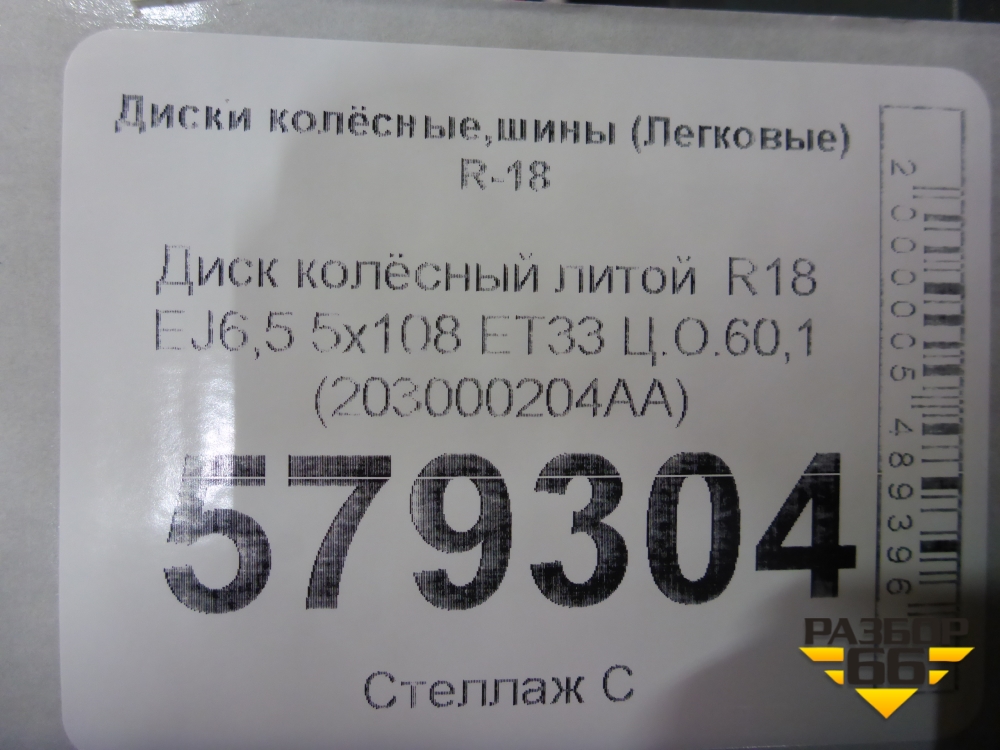 Диски колёсные,шины (Легковые)
R-18
Диск колёсный литой R18
EJ6,5 5x108 ET33 Ц.О.60,1
(203000204AA)
579304
Стеллаж С
2000065489396
РАЗБОР
66